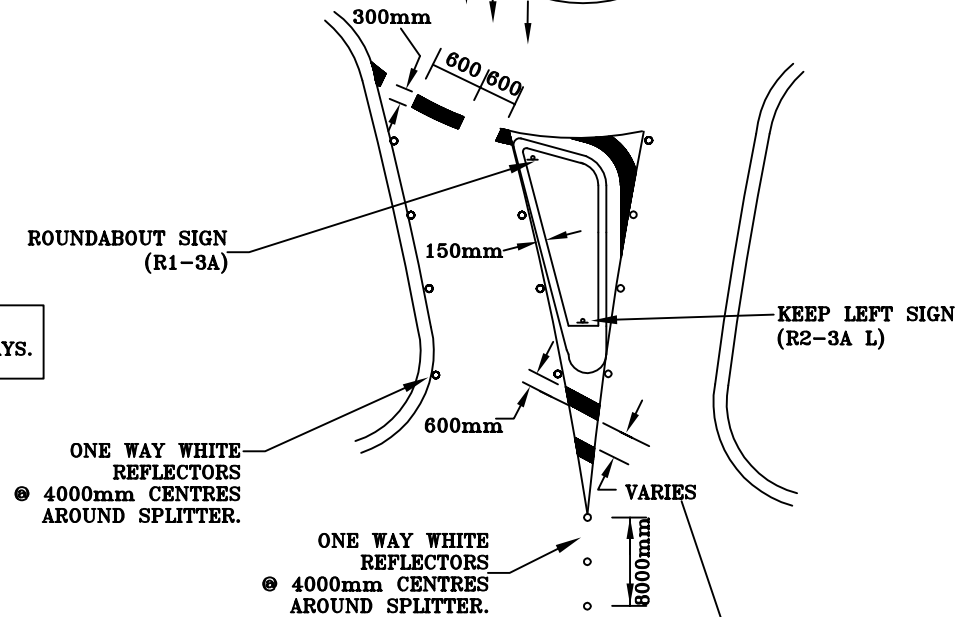 300mm
600 600
ROUNDABOUT SIGN
(R1-3A)
150mm
KEEP LEFT SIGN
(R2-3A L)
YS.
600mm
ONE WAY WHITE
REFLECTORS
@ 4000mm CENTRES
AROUND SPLITTER.
VARIES
ONE WAY WHITE
REFLECTORS
@ 4000mm CENTRES
AROUND SPLITTER.
8000mm